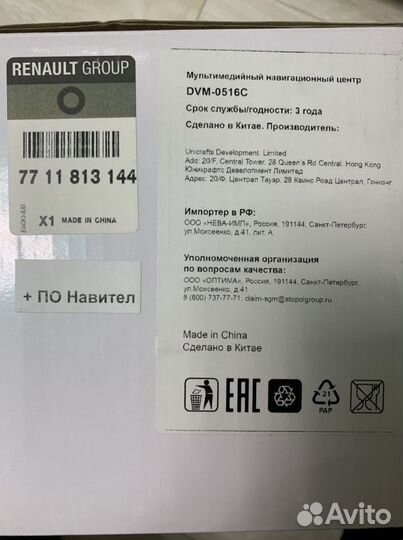 RENAULT GROUP
77 11 813 144
X1 MADE IN CHINA
+ ПО Навител
Мультимедийный навигационный центр
DVM-0516C
Срок службы/годности: 3 года
Сделано в Китае. Производитель:
Unicrafts Development. Limited
Add: 20/F, Central Tower, 28 Queen's Rd Central, Hong Kong
Юникрафтс Девелопмент Лимитед
Адрес: 20/Ф, Централ Тауэр, 28 Квинс Роад Централ, Гонконг
Импортер в РФ:
ООО «НЕВА-ИМП», Россия, 191144, Санкт-Петербург,
ул.Моисеенко, д.41, лит. А
Уполномоченная организация
по вопросам качества:
ООО «ОПТИМА», Россия, 191144, Санкт-Петербург,
ул.Моисеенко, д.41
8 (800) 737-77-71, claim-sgm@stopolgroup.ru
Made in China
Сделано в Китае
EAC
21
PAP
Avito